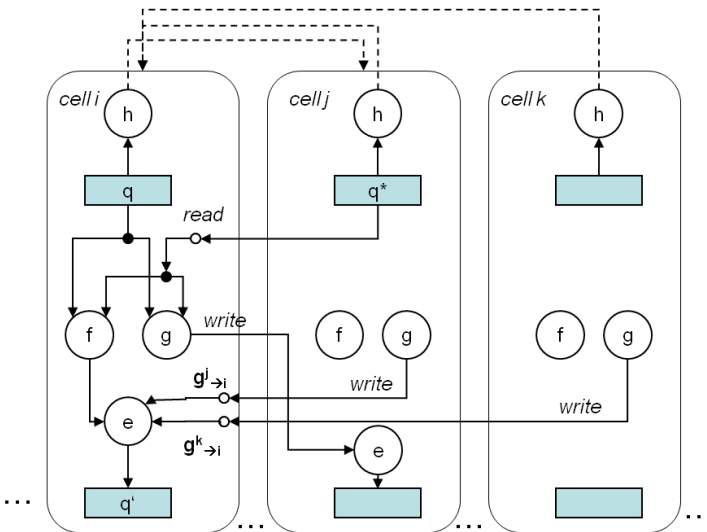 cell i
h
cell j
h
cell k
h
q
q*
read
f
g
write
f
g
f
g
g^j→i
write
write
e
g^k→i
e
q‘
...
...
...
..